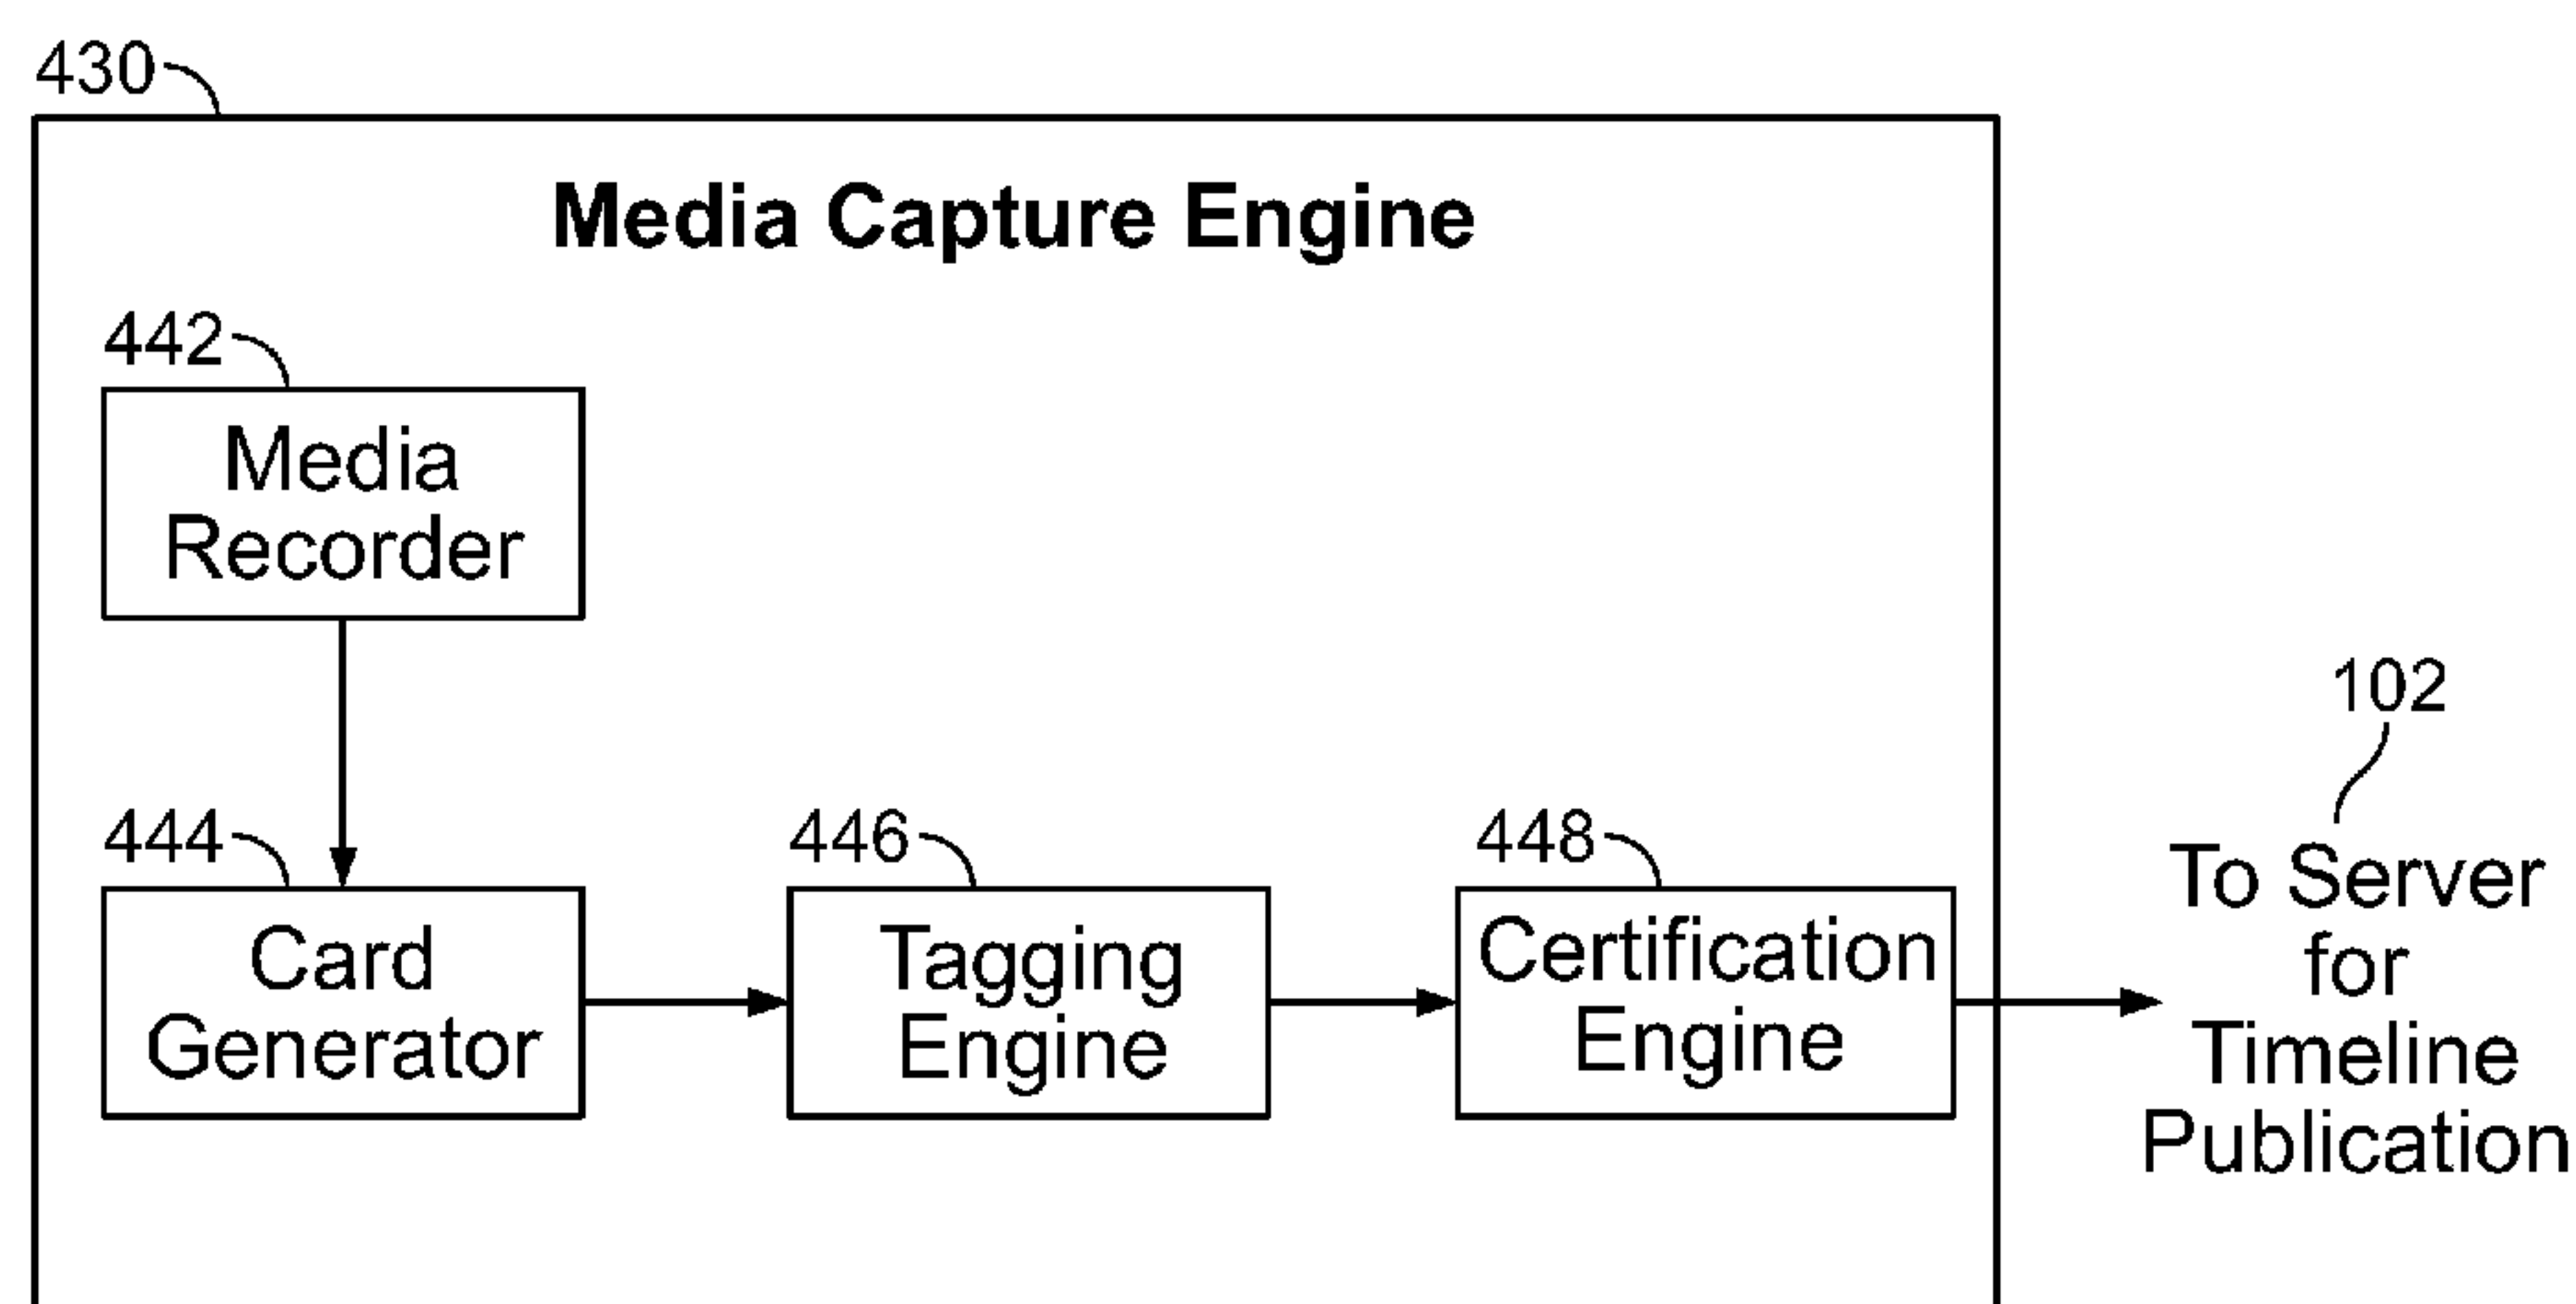 430
Media Capture Engine
442
Media
Recorder
102
444
446
448
Card
Generator
Tagging
Engine
Certification
Engine
To Server
for
Timeline
Publication